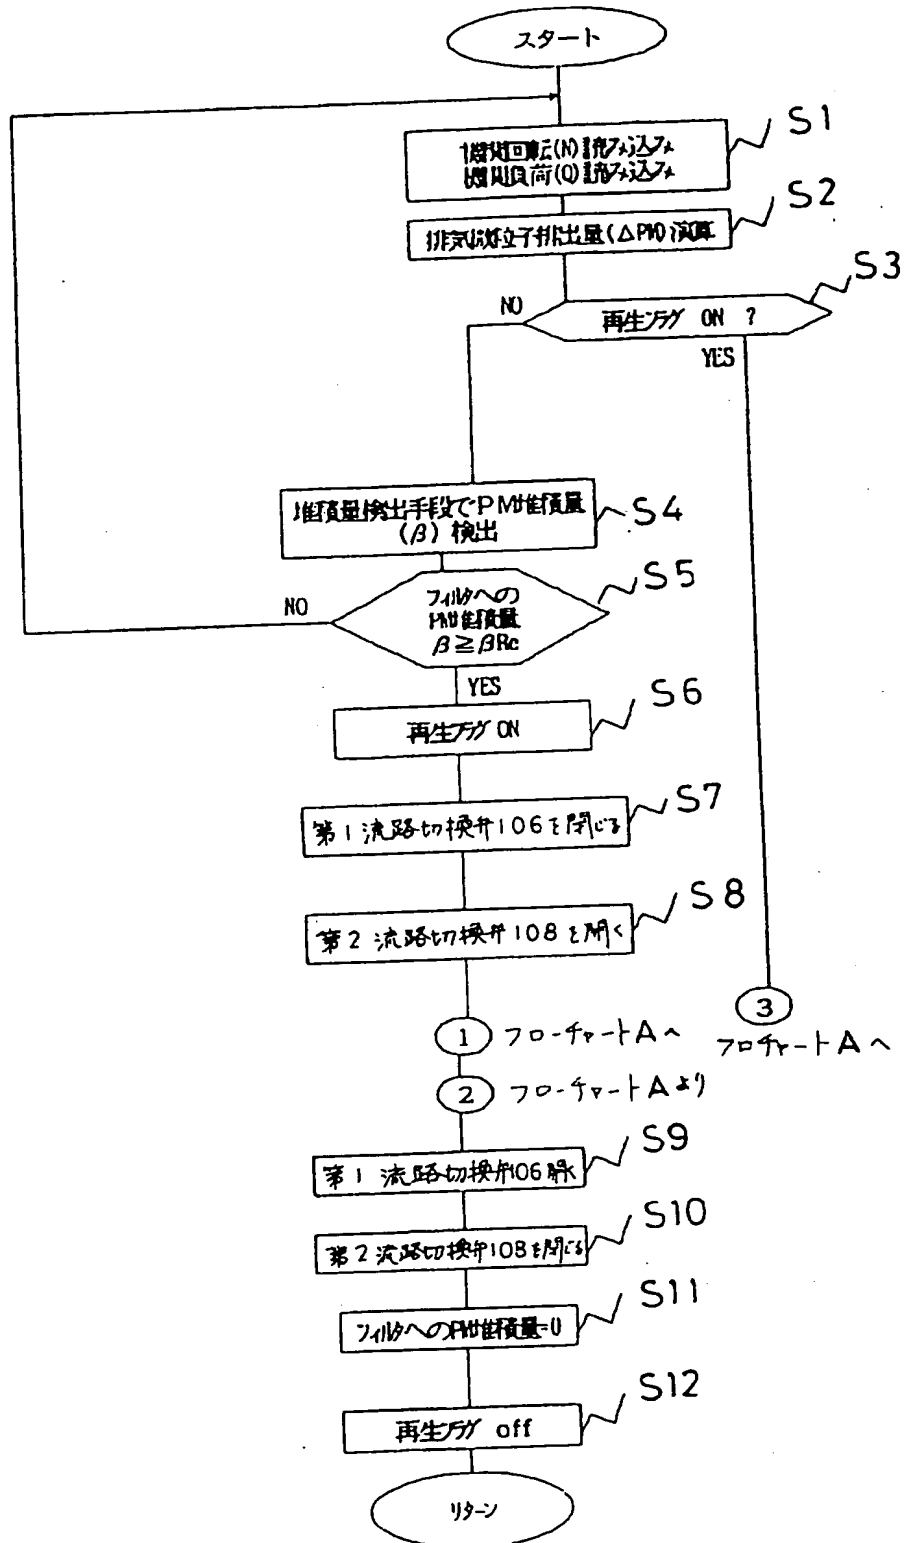 スタート
S1
機関回転(N)読み込み
機関負荷(Q)読み込み
S2
排気微粒子排出量(△PM)演算
S3
NO
再生フラグ ON ?
YES
堆積量検出手段でPM堆積量
(β) 検出
S4
S5
NO
フィルタへの
PM堆積量
β≧βRc
YES
S6
再生フラグ ON
S7
第1流路切換弁106を閉じる
S8
第2流路切換弁108を開く
3
1 フローチャートAへ
フローチャートAへ
2 フローチャートAより
S9
第1流路切換弁106開く
S10
第2流路切換弁108を閉じる
S11
フィルタへのPM堆積量=0
S12
再生フラグ off
リターン